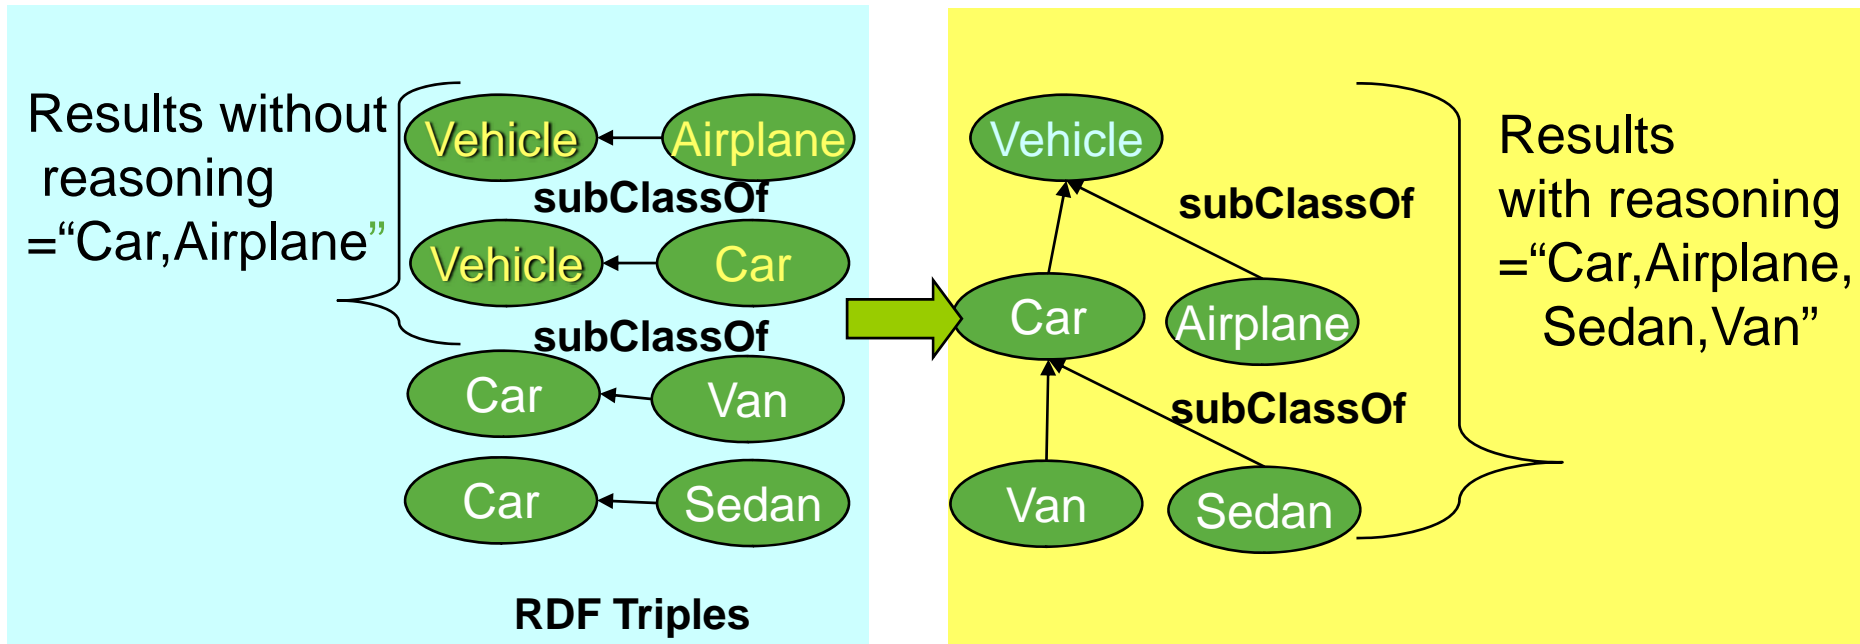 Results without
reasoning
=“Car,Airplane”
Vehicle
Airplane
subClassOf
Vehicle
Car
subClassOf
Car
Van
Car
Sedan
RDF Triples
Vehicle
subClassOf
Car
Airplane
subClassOf
Van
Sedan
Results
with reasoning
=“Car,Airplane,
Sedan,Van”